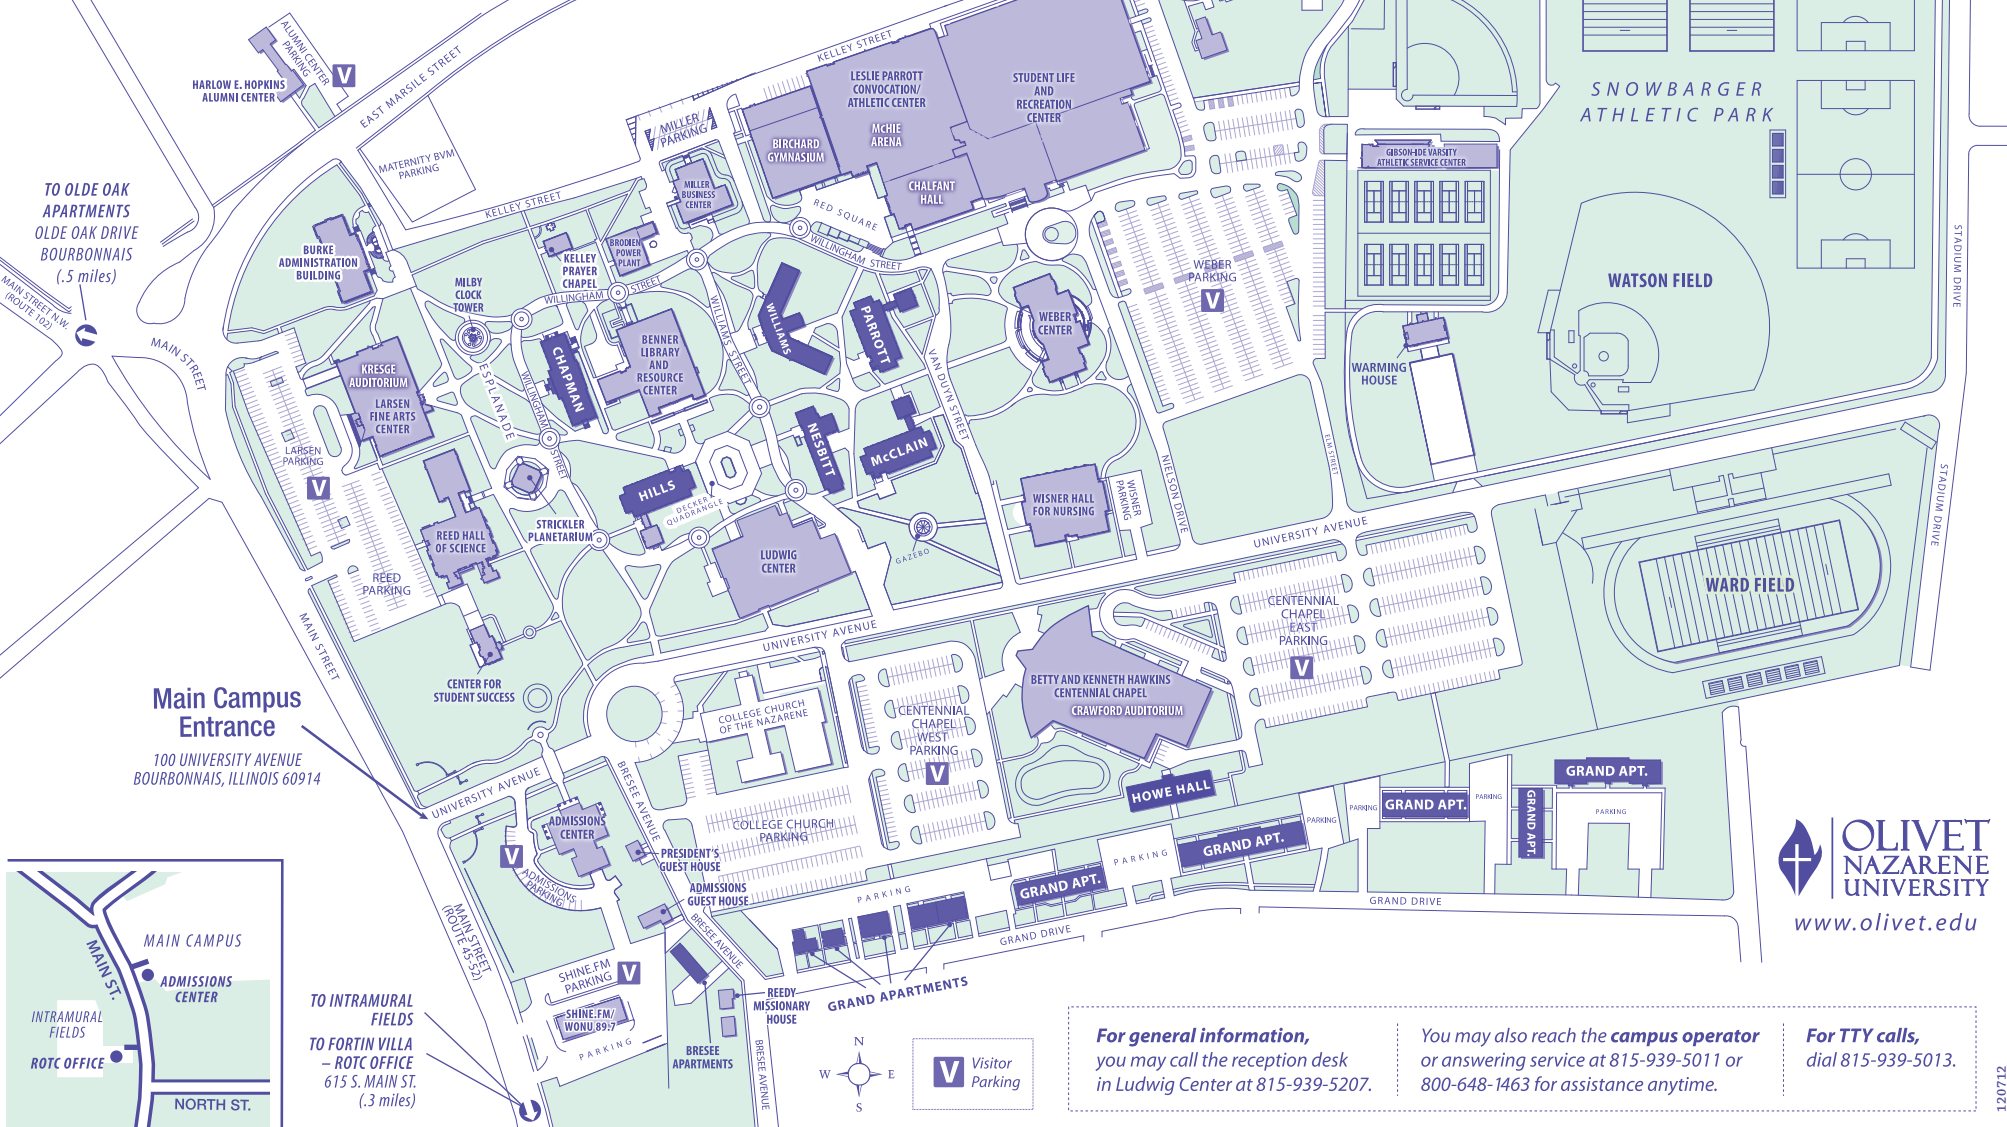 KELLEY STREET
ALUMNI CENTER
PARKING
V
HARLOW E. HOPKINS
ALUMNI CENTER
EAST MARSILE STREET
MATERNITY BVM
PARKING
MILLER
PARKING
LESLIE PARROTT
CONVOCATION/
ATHLETIC CENTER
McHIE
ARENA
STUDENT LIFE
AND
RECREATION
CENTER
BIRCHARD
GYMNASIUM
CHALFANT
HALL
SNOWBARGER
ATHLETIC PARK
GIBSON-IDE VARSITY
ATHLETIC SERVICE CENTER
MILLER
BUSINESS
CENTER
KELLEY STREET
RED SQUARE
WILLINGHAM STREET
TO OLDE OAK
APARTMENTS
OLDE OAK DRIVE
BOURBONNAIS
(.5 miles)
MAIN STREET N.W.
(ROUTE 102)
MAIN STREET
BURKE
ADMINISTRATION
BUILDING
KELLEY
PRAYER
CHAPEL
BRODIEN
POWER
PLANT
MILBY
CLOCK
TOWER
WILLINGHAM STREET
WILLIAMS STREET
WILLIAMS
PARROTT
WEBER
CENTER
WEBER
PARKING
V
WATSON FIELD
STADIUM DRIVE
WARMING
HOUSE
BENNER
LIBRARY
AND
RESOURCE
CENTER
CHAPMAN
KRESGE
AUDITORIUM
LARSEN
FINE ARTS
CENTER
ESPLANADE
WILLINGHAM STREET
VAN DUYN STREET
NESBITT
McCLAIN
LARSEN
PARKING
V
HILLS
DECKER
QUADRANGLE
STRICKLER
PLANETARIUM
REED HALL
OF SCIENCE
REED
PARKING
LUDWIG
CENTER
GAZEBO
WISNER HALL
FOR NURSING
WISNER
PARKING
NIELSON DRIVE
ELM STREET
UNIVERSITY AVENUE
STADIUM DRIVE
WARD FIELD
MAIN STREET
UNIVERSITY AVENUE
CENTENNIAL
CHAPEL
EAST
PARKING
V
CENTER FOR
STUDENT SUCCESS
Main Campus
Entrance
100 UNIVERSITY AVENUE
BOURBONNAIS, ILLINOIS 60914
COLLEGE CHURCH
OF THE NAZARENE
CENTENNIAL
CHAPEL
WEST
PARKING
V
BETTY AND KENNETH HAWKINS
CENTENNIAL CHAPEL
CRAWFORD AUDITORIUM
HOWE HALL
UNIVERSITY AVENUE
BRESEE AVENUE
ADMISSIONS
CENTER
V
ADMISSIONS
PARKING
COLLEGE CHURCH
PARKING
PRESIDENT'S
GUEST HOUSE
ADMISSIONS
GUEST HOUSE
BRESEE AVENUE
PARKING
GRAND APT.
PARKING
GRAND APT.
PARKING
PARKING
GRAND APT.
PARKING
GRAND APT.
GRAND APT.
PARKING
GRAND DRIVE
GRAND DRIVE
MAIN STREET
(ROUTE 45-52)
SHINE.FM
PARKING
V
SHINE.FM/
WONU 89.7
PARKING
BRESEE
APARTMENTS
REEDY
MISSIONARY
HOUSE
GRAND APARTMENTS
BRESEE AVENUE
TO INTRAMURAL
FIELDS
TO FORTIN VILLA
– ROTC OFFICE
615 S. MAIN ST.
(.3 miles)
MAIN CAMPUS
MAIN ST.
ADMISSIONS
CENTER
INTRAMURAL
FIELDS
ROTC OFFICE
NORTH ST.
N
W
E
S
V
Visitor
Parking
For general information,
you may call the reception desk
in Ludwig Center at 815-939-5207.
You may also reach the campus operator
or answering service at 815-939-5011 or
800-648-1463 for assistance anytime.
For TTY calls,
dial 815-939-5013.
OLIVET
NAZARENE
UNIVERSITY
www.olivet.edu
120712